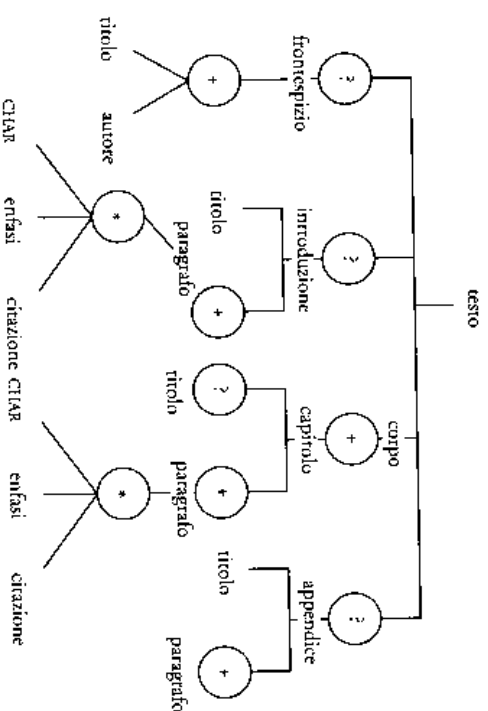 testo
corpo
? ? + ?
frontespizio introduzione capitolo appendice
+ titolo + ? + titolo +
paragrafo titolo paragrafo paragrafo
titolo autore * *
CHAR enfasi citazione CHAR enfasi citazione